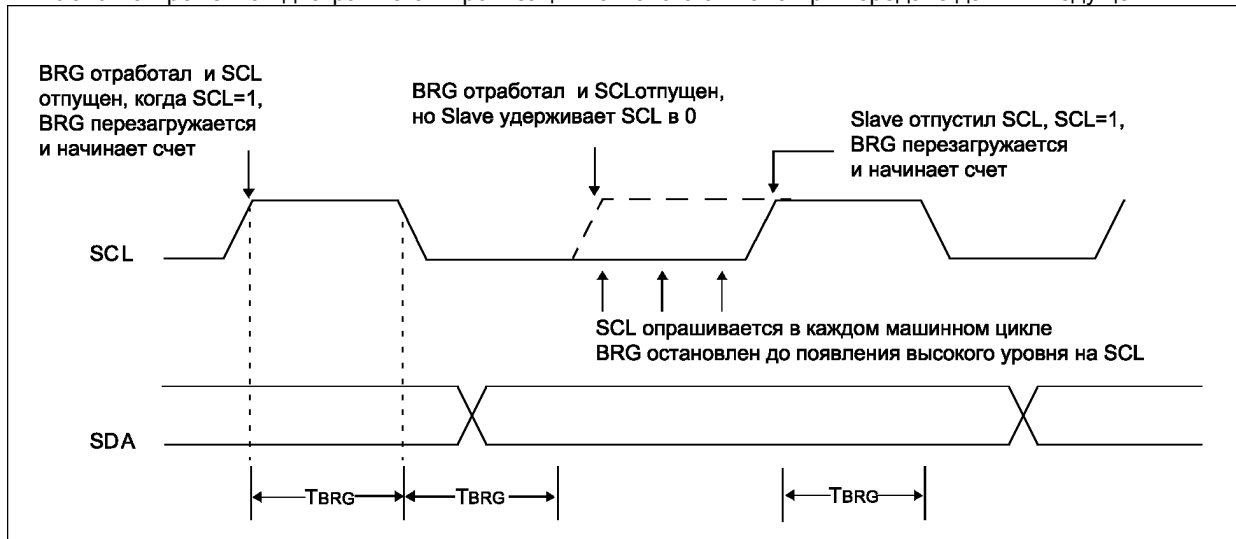 BRG отработал и SCL
отпущен, когда SCL=1,
BRG перезагружается
и начинает счет
BRG отработал и SCLотпущен,
но Slave удерживает SCL в 0
Slave отпустил SCL, SCL=1,
BRG перезагружается
и начинает счет
SCL
SCL опрашивается в каждом машинном цикле
BRG остановлен до появления высокого уровня на SCL
SDA
TBRG
TBRG
TBRG